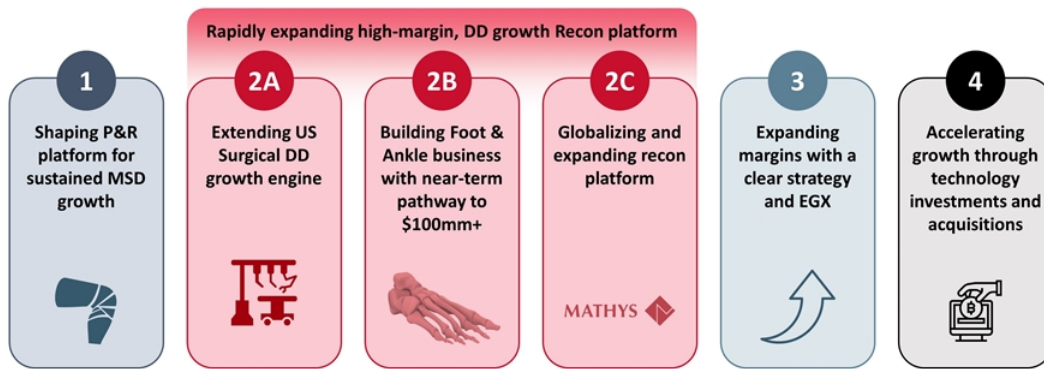 Rapidly expanding high-margin, DD growth Recon platform
1
Shaping P&R
platform for
sustained MSD
growth
2A
Extending US
Surgical DD
growth engine
2B
Building Foot &
Ankle business
with near-term
pathway to
$100mm+
2C
Globalizing and
expanding recon
platform
MATHYS
3
Expanding
margins with a
clear strategy
and EGX
4
Accelerating
growth through
technology
investments and
acquisitions